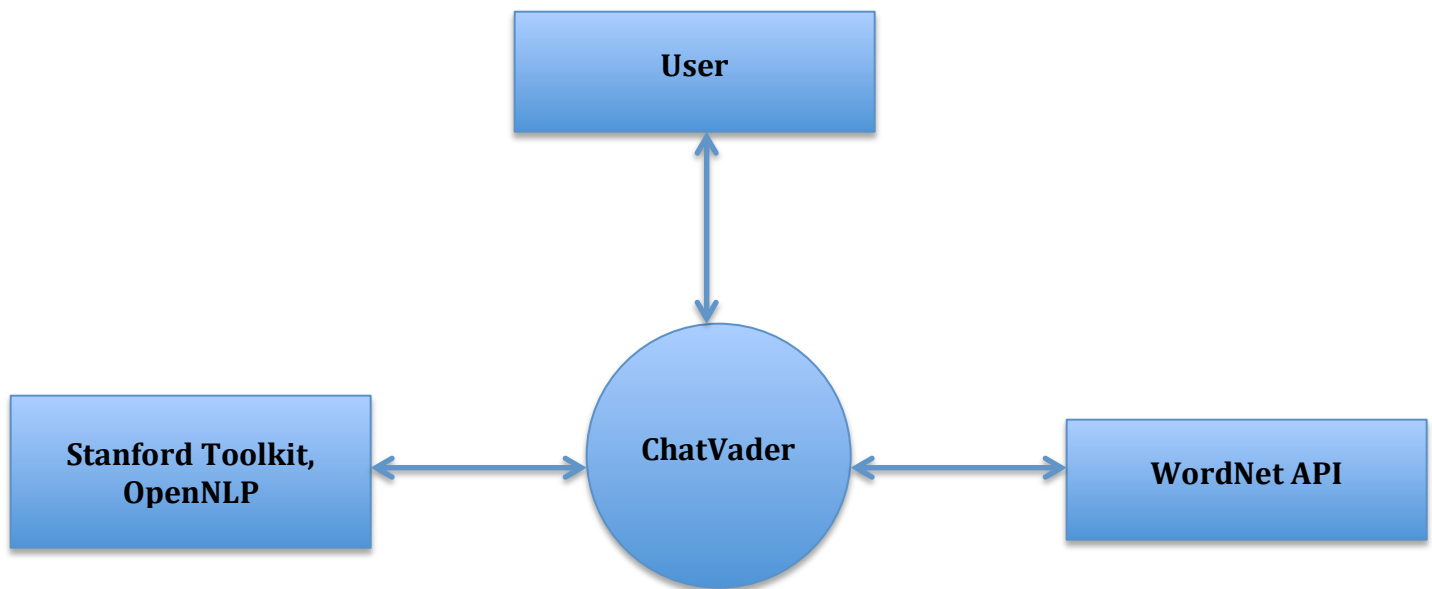 User
Stanford Toolkit,
OpenNLP
ChatVader
WordNet API